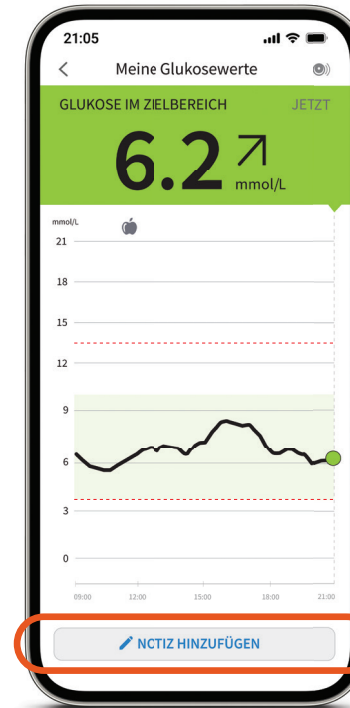 21:05
Meine Glukosewerte
GLUKOSE IM ZIELBEREICH JETZT
6.2
mmol/L
mmol/L
21
18
15
12
9
6
3
0
09:00 12:00 15:00 18:00 21:00
NCTIZ HINZUFÜGEN